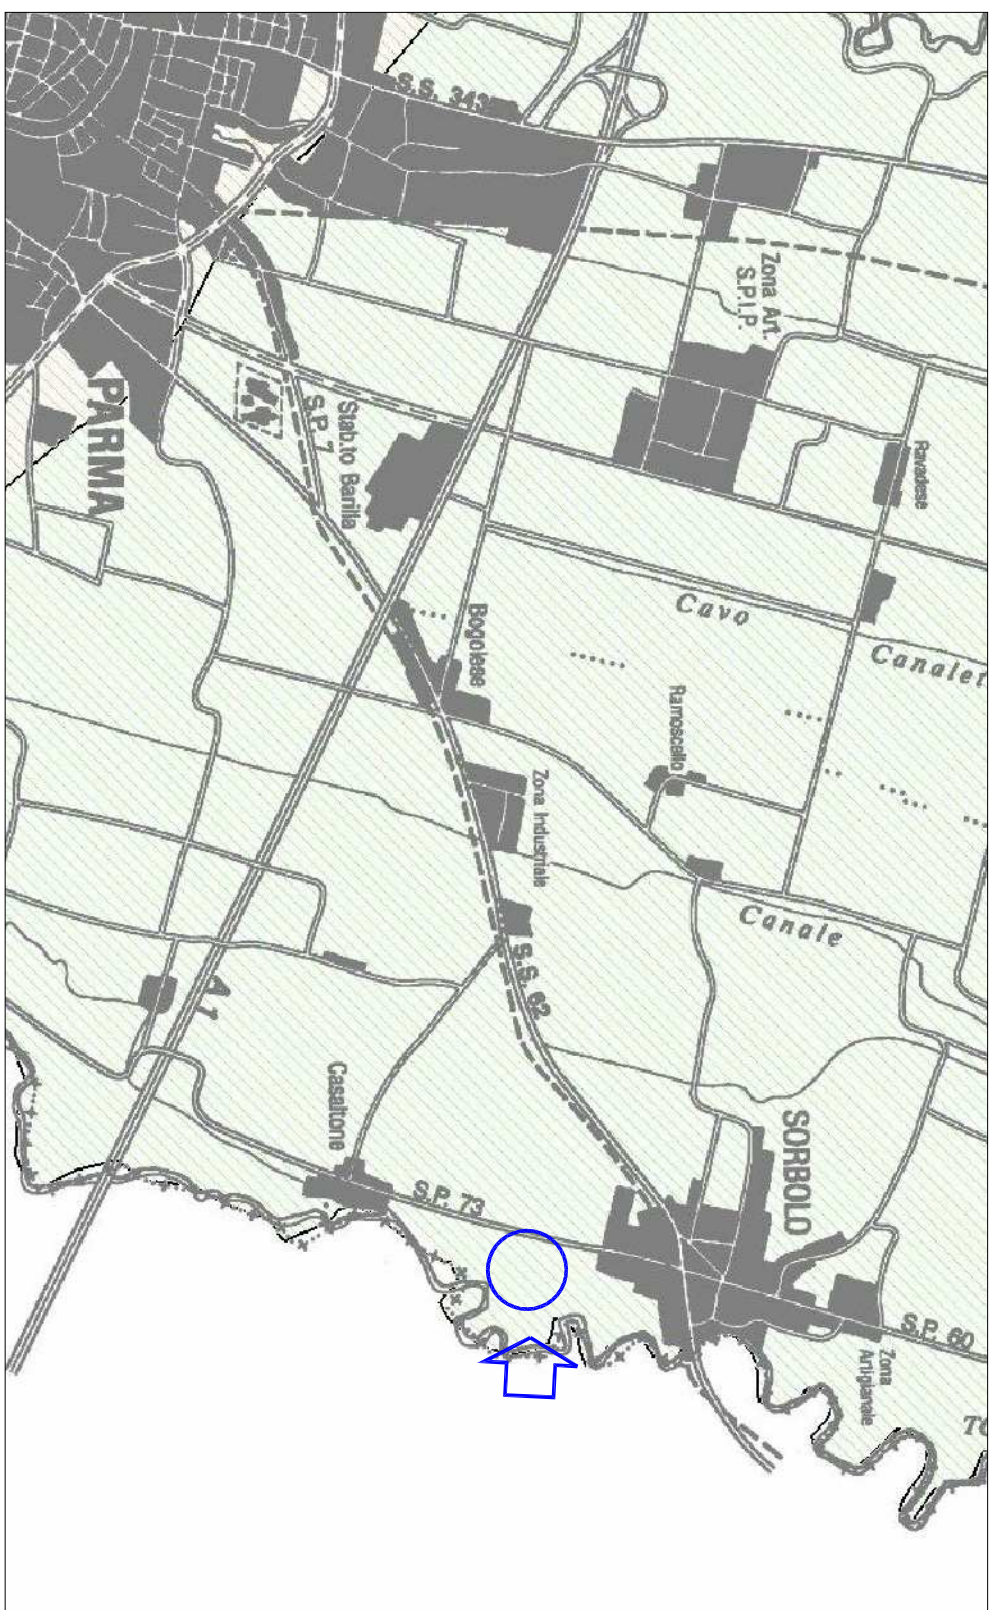 S.S. 343
Zona Art.
S.P.I.P.
PARMA
S.P. 7
Stab.to Barilla
Ravadese
Cavo
Canalet
Bogolese
Ramoscello
Zona Industriale
Canale
S.S. 62
A 1
Casaltone
S.P. 73
SORBOLO
S.P. 60
Zona
Artigianale
TO